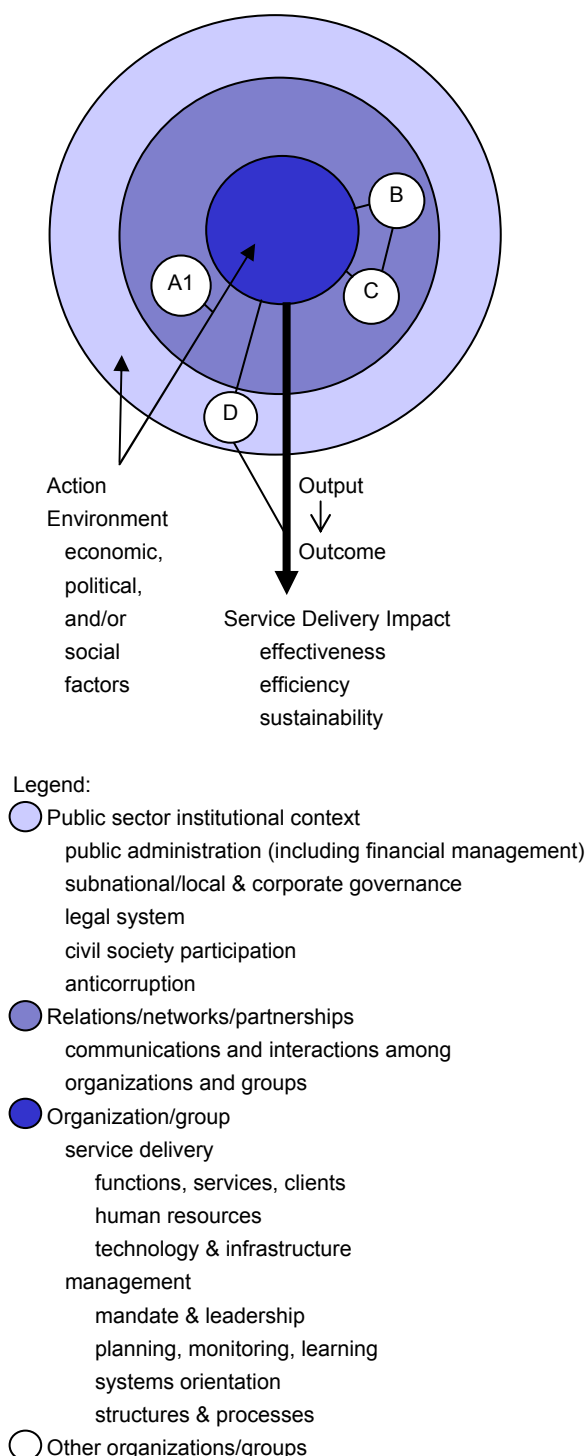 B
A1
C
D
Action
Environment
economic,
political,
and/or
social
factors
Output
Outcome
Service Delivery Impact
effectiveness
efficiency
sustainability
Legend:
Public sector institutional context
public administration (including financial management)
subnational/local & corporate governance
legal system
civil society participation
anticorruption
Relations/networks/partnerships
communications and interactions among
organizations and groups
Organization/group
service delivery
functions, services, clients
human resources
technology & infrastructure
management
mandate & leadership
planning, monitoring, learning
systems orientation
structures & processes
Other organizations/groups